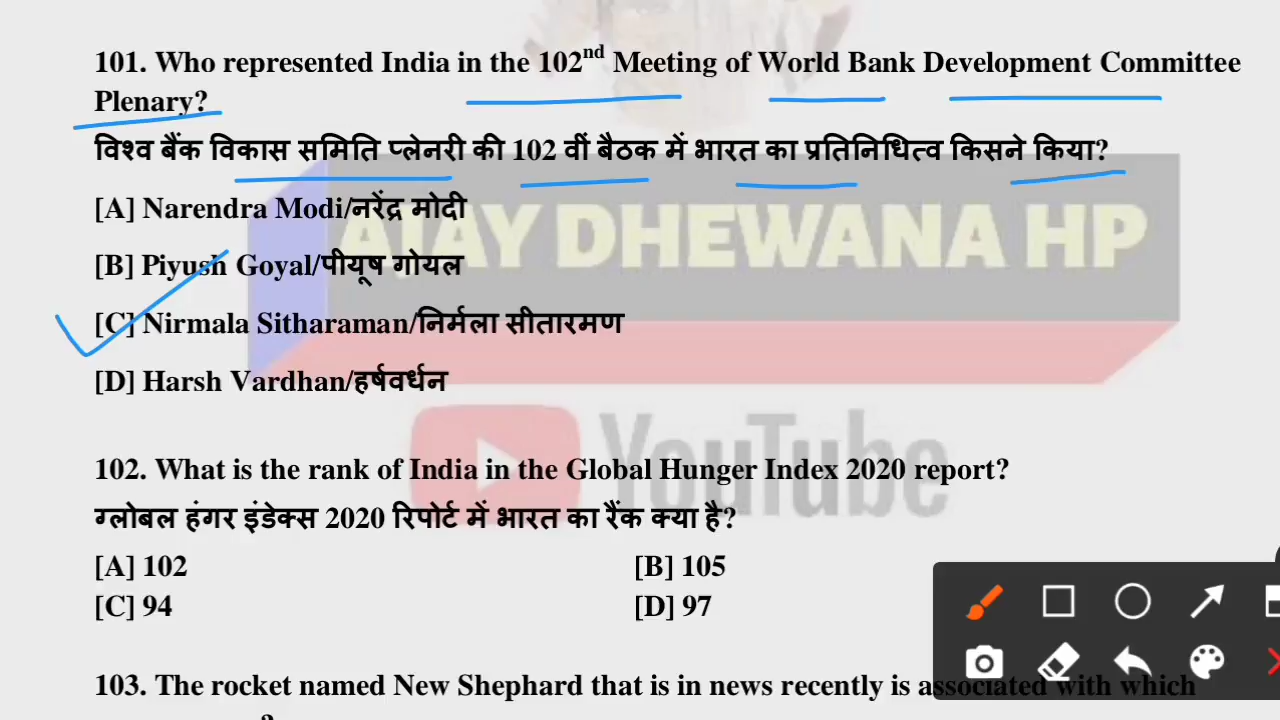 101. Who represented India in the 102nd Meeting of World Bank Development Committee
Plenary?
विश्व बैंक विकास समिति प्लेनरी की 102 वीं बैठक में भारत का प्रतिनिधित्व किसने किया?
[A] Narendra Modi/नरेंद्र मोदी
[B] Piyush Goyal/पीयूष गोयल
[C] Nirmala Sitharaman/निर्मला सीतारमण
[D] Harsh Vardhan/हर्षवर्धन
AJAY DHEWANA HP
YouTube
102. What is the rank of India in the Global Hunger Index 2020 report?
ग्लोबल हंगर इंडेक्स 2020 रिपोर्ट में भारत का रैंक क्या है?
[A] 102 [B] 105
[C] 94 [D] 97
103. The rocket named New Shephard that is in news recently is associated with which